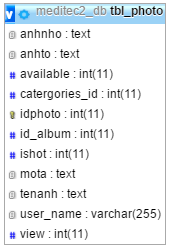 v meditec2_db tbl_photo
anhnho : text
anhto : text
# available : int(11)
# catergories_id : int(11)
idphoto : int(11)
# id_album : int(11)
# ishot : int(11)
mota : text
tenanh : text
user_name : varchar(255)
# view : int(11)